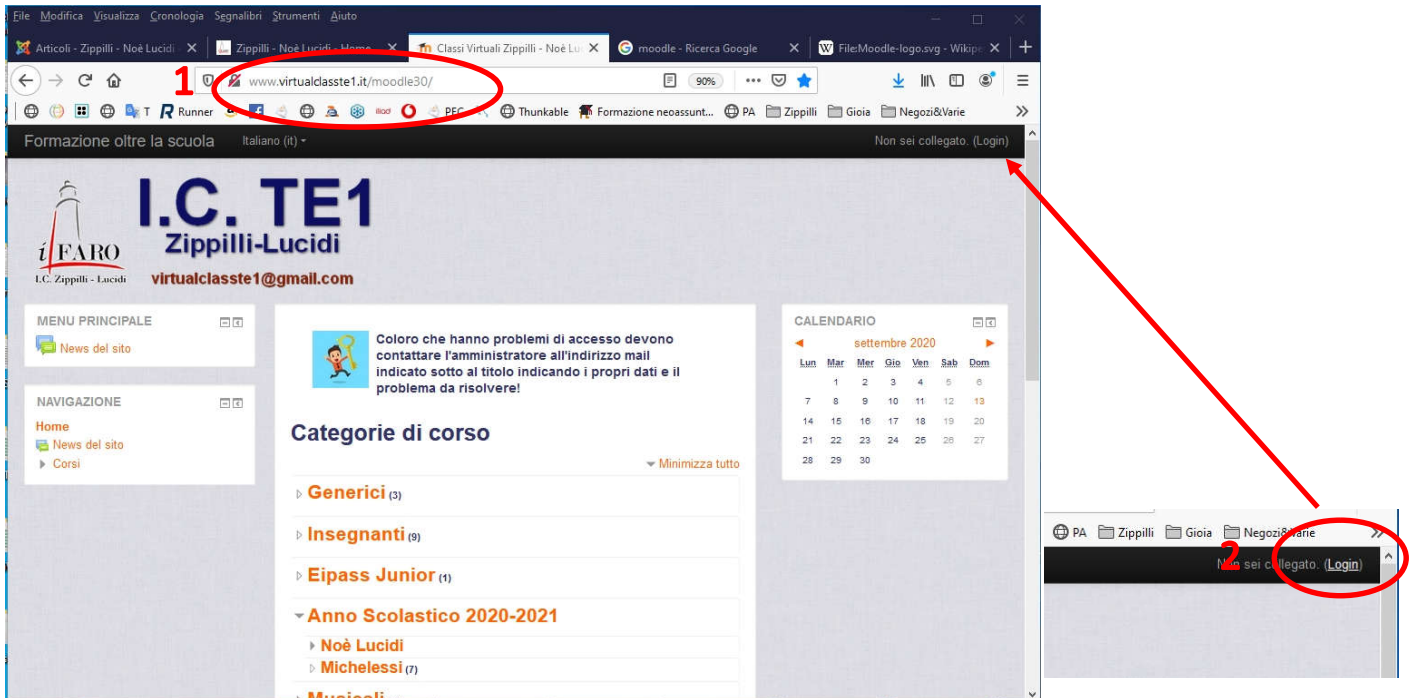 File Modifica Visualizza Cronologia Segnalibri Strumenti Aiuto
Articoli - Zippilli - Noè Lucidi - Zippilli - Noè Lucidi - Home Classi Virtuali Zippilli - Noè Lu moodle - Ricerca Google File:Moodle-logo.svg - Wikipe
1 www.virtualclasste1.it/moodle30/ 90%
T Runner iliad PEC Thunkable Formazione neoassunt... PA Zippilli Gioia Negozi&Varie
Formazione oltre la scuola Italiano (it) Non sei collegato. (Login)
I.C. TE1
Zippilli-Lucidi
il FARO
I.C. Zippilli - Lucidi
virtualclasste1@gmail.com
MENU PRINCIPALE
News del sito
NAVIGAZIONE
Home
News del sito
Corsi
Coloro che hanno problemi di accesso devono
contattare l'amministratore all'indirizzo mail
indicato sotto al titolo indicando i propri dati e il
problema da risolvere!
Categorie di corso
Minimizza tutto
Generici (3)
Insegnanti (9)
Eipass Junior (1)
Anno Scolastico 2020-2021
Noè Lucidi
Michelessi (7)
Musicali
CALENDARIO
settembre 2020
Lun Mar Mer Gio Ven Sab Dom
1 2 3 4 5 6
7 8 9 10 11 12 13
14 15 16 17 18 19 20
21 22 23 24 25 26 27
28 29 30
PA Zippilli Gioia Negozi&Varie
2 Non sei collegato. (Login)